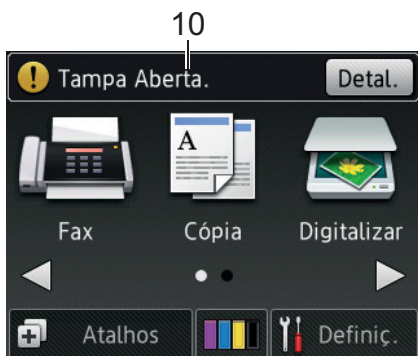 10
Tampa Aberta. Detal.
A
Fax Cópia Digitalizar
Atalhos Definiç.